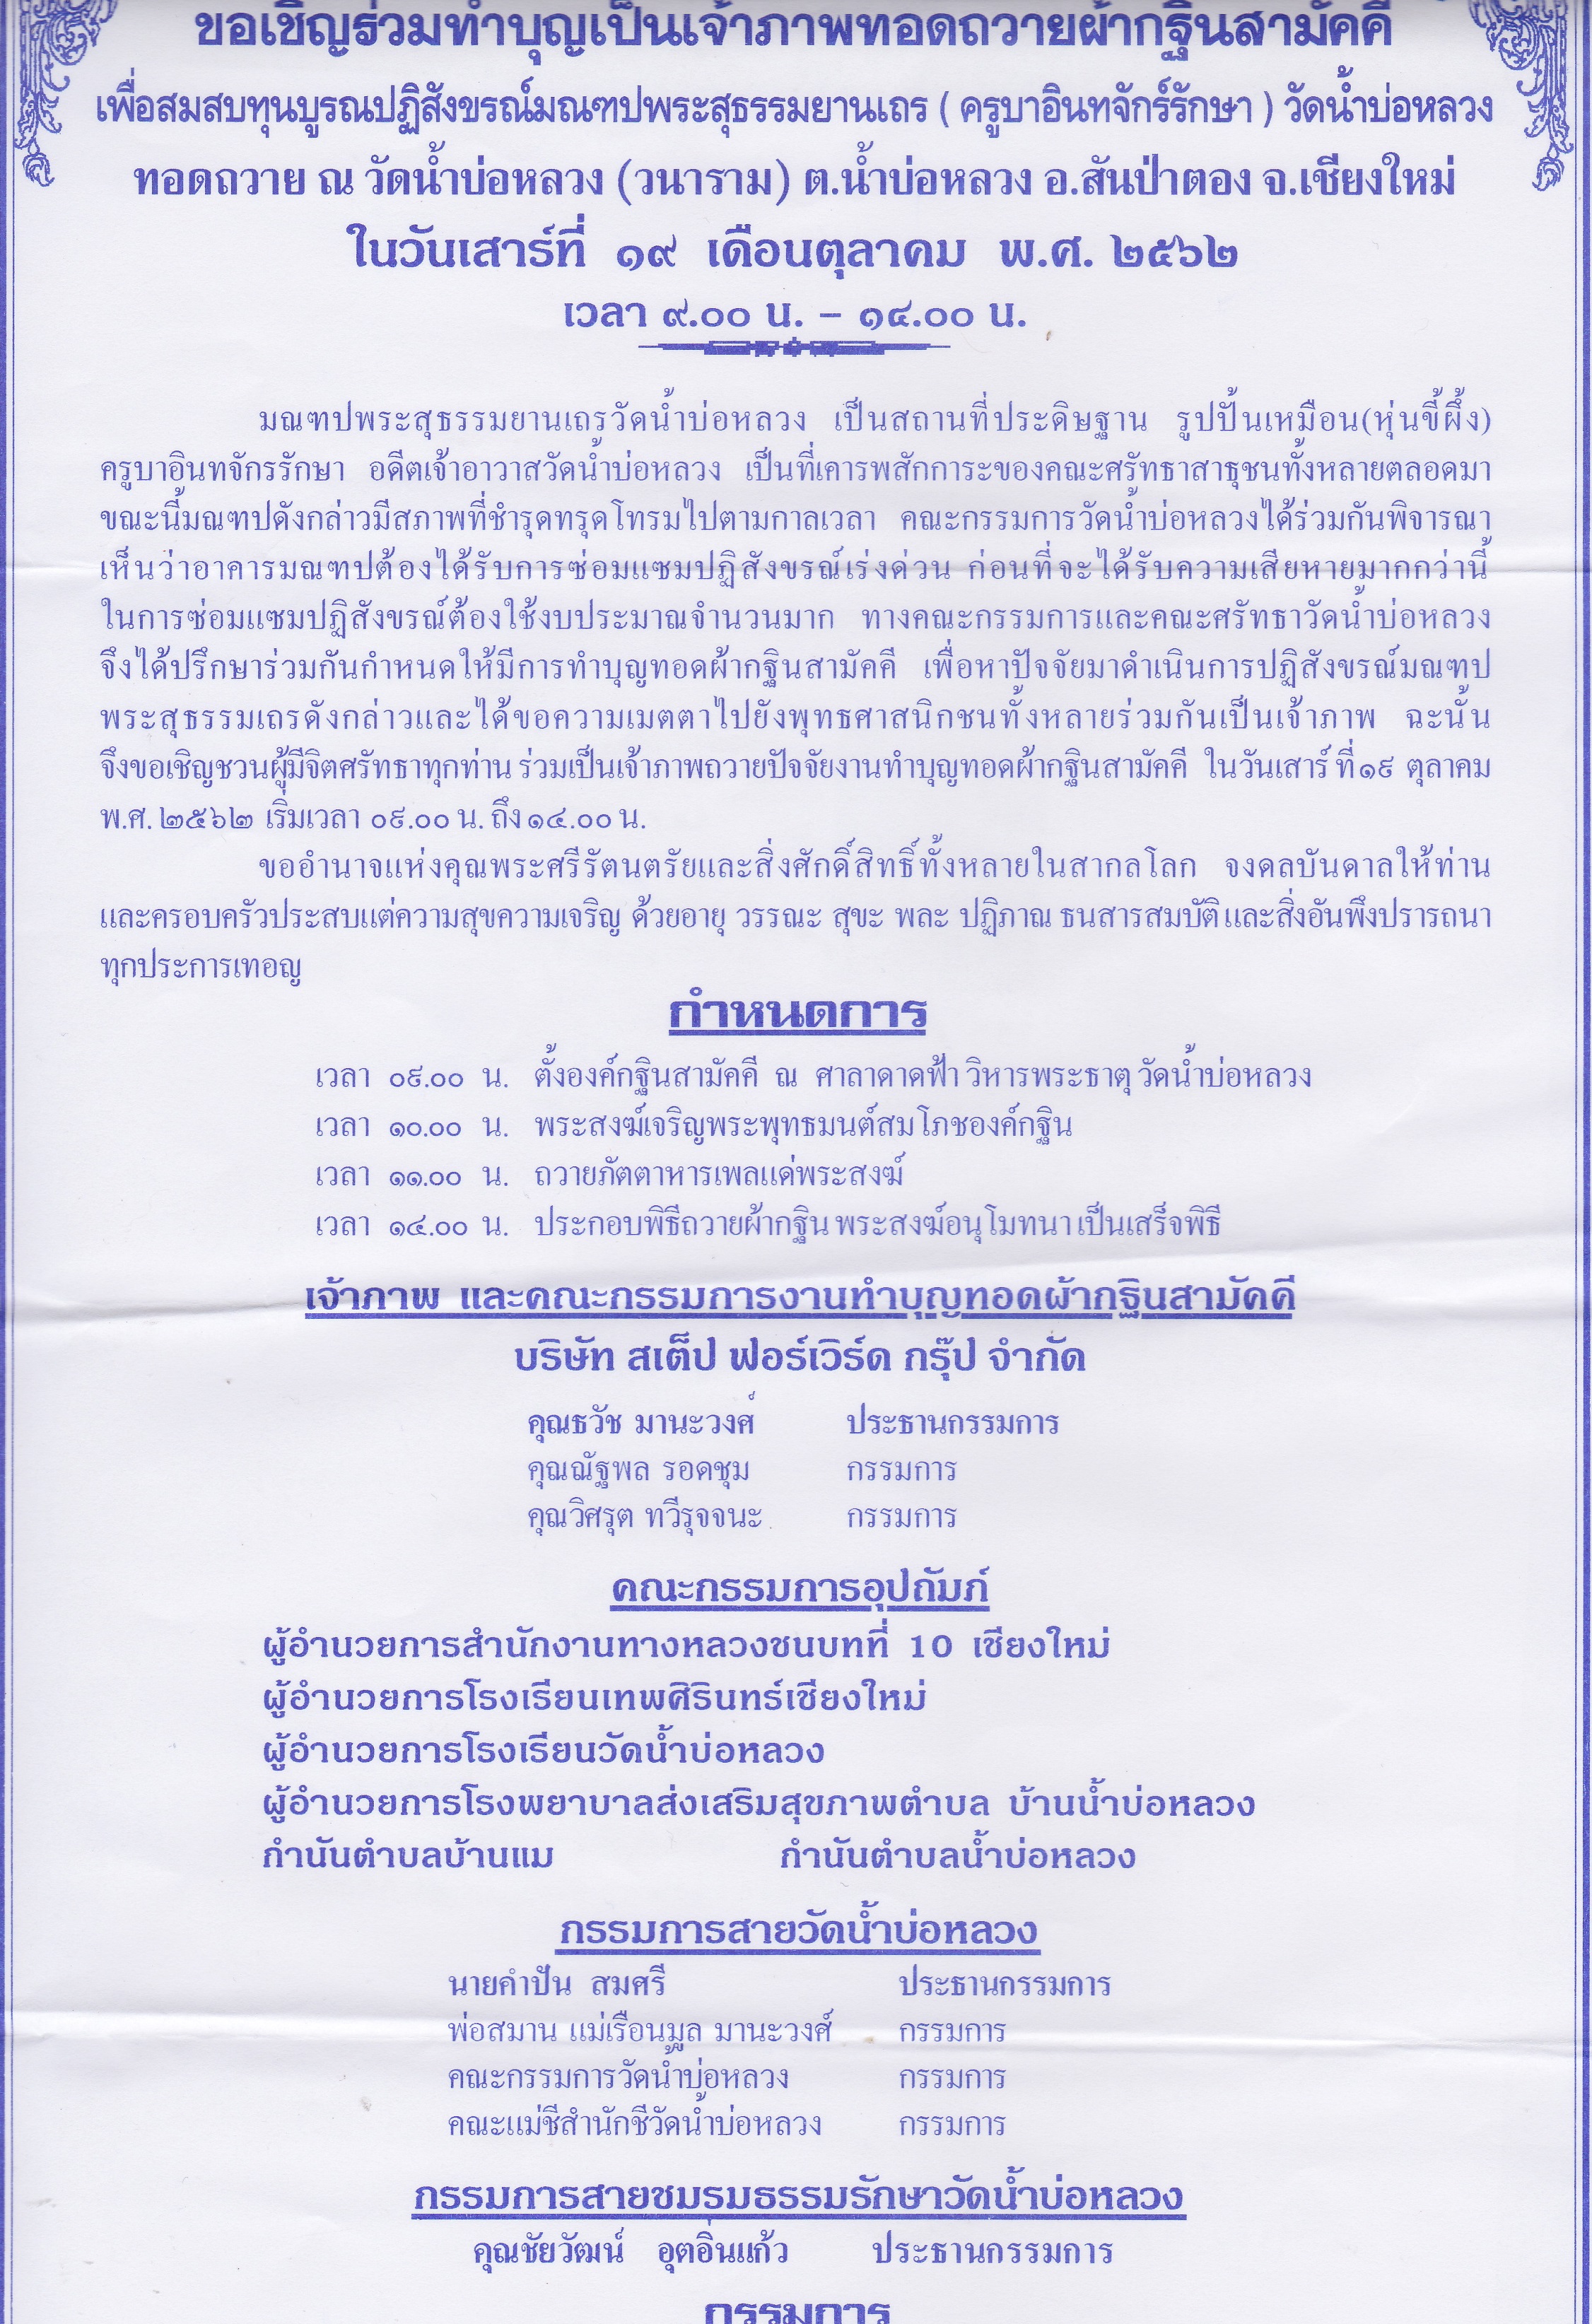 ขอเชิญร่วมทำบุญเป็นเจ้าภาพทอดถวายผ้ากฐินสามัคคี
เพื่อสมสบทุนบูรณปฏิสังขรณ์มณฑปพระสุธรรมยานเถร ( ครูบาอินทจักร์รักษา ) วัดน้ำบ่อหลวง
ทอดถวาย ณ วัดน้ำบ่อหลวง (วนาราม) ต.น้ำบ่อหลวง อ.สันป่าตอง จ.เชียงใหม่
ในวันเสาร์ที่ ๑๙ เดือนตุลาคม พ.ศ. ๒๕๖๒
เวลา ๙.๐๐ น. – ๑๔.๐๐ น.
มณฑปพระสุธรรมยานเถรวัดน้ำบ่อหลวง เป็นสถานที่ประดิษฐาน รูปปั้นเหมือน(หุ่นขี้ผึ้ง)
ครูบาอินทจักรรักษา อดีตเจ้าอาวาสวัดน้ำบ่อหลวง เป็นที่เคารพสักการะของคณะศรัทธาสาธุชนทั้งหลายตลอดมา
ขณะนี้มณฑปดังกล่าวมีสภาพที่ชำรุดทรุดโทรมไปตามกาลเวลา คณะกรรมการวัดน้ำบ่อหลวงได้ร่วมกันพิจารณา
เห็นว่าอาคารมณฑปต้องได้รับการซ่อมแซมปฏิสังขรณ์เร่งด่วน ก่อนที่จะได้รับความเสียหายมากกว่านี้
ในการซ่อมแซมปฏิสังขรณ์ต้องใช้งบประมาณจำนวนมาก ทางคณะกรรมการและคณะศรัทธาวัดน้ำบ่อหลวง
จึงได้ปรึกษาร่วมกันกำหนดให้มีการทำบุญทอดผ้ากฐินสามัคคี เพื่อหาปัจจัยมาดำเนินการปฏิสังขรณ์มณฑป
พระสุธรรมเถรดังกล่าวและได้ขอความเมตตาไปยังพุทธศาสนิกชนทั้งหลายร่วมกันเป็นเจ้าภาพ ฉะนั้น
จึงขอเชิญชวนผู้มีจิตศรัทธาทุกท่าน ร่วมเป็นเจ้าภาพถวายปัจจัยงานทำบุญทอดผ้ากฐินสามัคคี ในวันเสาร์ ที่ ๑๙ ตุลาคม
พ.ศ. ๒๕๖๒ เริ่มเวลา ๐๙.๐๐ น. ถึง ๑๔.๐๐ น.
ขออำนาจแห่งคุณพระศรีรัตนตรัยและสิ่งศักดิ์สิทธิ์ทั้งหลายในสากลโลก จงดลบันดาลให้ท่าน
และครอบครัวประสบแต่ความสุขความเจริญ ด้วยอายุ วรรณะ สุขะ พละ ปฏิภาณ ธนสารสมบัติ และสิ่งอันพึงปรารถนา
ทุกประการเทอญ
กำหนดการ
เวลา ๐๙.๐๐ น. ตั้งองค์กฐินสามัคคี ณ ศาลาดาดฟ้า วิหารพระธาตุ วัดน้ำบ่อหลวง
เวลา ๑๐.๐๐ น. พระสงฆ์เจริญพระพุทธมนต์สมโภชองค์กฐิน
เวลา ๑๑.๐๐ น. ถวายภัตตาหารเพลแด่พระสงฆ์
เวลา ๑๔.๐๐ น. ประกอบพิธีถวายผ้ากฐิน พระสงฆ์อนุโมทนา เป็นเสร็จพิธี
เจ้าภาพ และคณะกรรมการงานทำบุญทอดผ้ากฐินสามัคคี
บริษัท สเต็ป ฟอร์เวิร์ด กรุ๊ป จำกัด
คุณธวัช มานะวงศ์ ประธานกรรมการ
คุณณัฐพล รอดชุม กรรมการ
คุณวิศรุต ทวีรุจจนะ กรรมการ
คณะกรรมการอุปถัมภ์
ผู้อำนวยการสำนักงานทางหลวงชนบทที่ 10 เชียงใหม่
ผู้อำนวยการโรงเรียนเทพศิรินทร์เชียงใหม่
ผู้อำนวยการโรงเรียนวัดน้ำบ่อหลวง
ผู้อำนวยการโรงพยาบาลส่งเสริมสุขภาพตำบล บ้านน้ำบ่อหลวง
กำนันตำบลบ้านแม กำนันตำบลน้ำบ่อหลวง
กรรมการสายวัดน้ำบ่อหลวง
นายคำปัน สมศรี ประธานกรรมการ
พ่อสมาน แม่เรือนมูล มานะวงศ์ กรรมการ
คณะกรรมการวัดน้ำบ่อหลวง กรรมการ
คณะแม่ชีสำนักชีวัดน้ำบ่อหลวง กรรมการ
กรรมการสายชมรมธรรมรักษาวัดน้ำบ่อหลวง
คุณชัยวัฒน์ อุตอิ่นแก้ว ประธานกรรมการ
กรรมการ